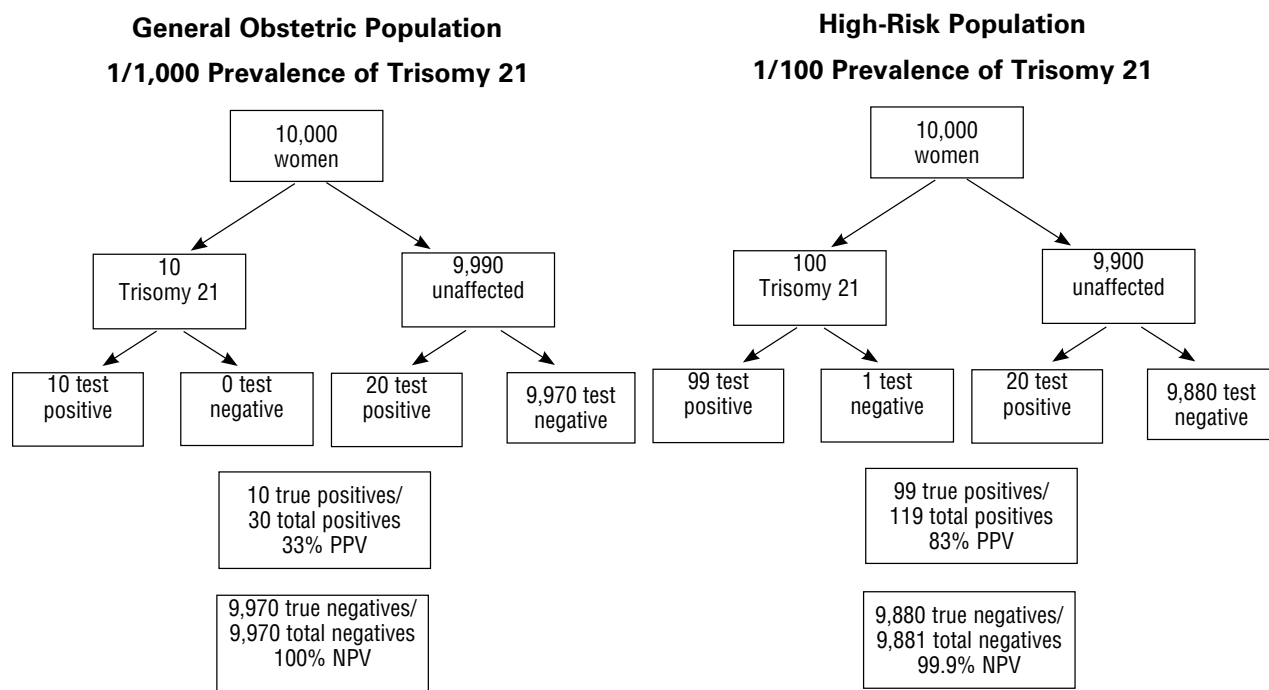 General Obstetric Population
1/1,000 Prevalence of Trisomy 21
10,000
women
10
Trisomy 21
9,990
unaffected
10 test
positive
0 test
negative
20 test
positive
9,970 test
negative
10 true positives/
30 total positives
33% PPV
9,970 true negatives/
9,970 total negatives
100% NPV
High-Risk Population
1/100 Prevalence of Trisomy 21
10,000
women
100
Trisomy 21
9,900
unaffected
99 test
positive
1 test
negative
20 test
positive
9,880 test
negative
99 true positives/
119 total positives
83% PPV
9,880 true negatives/
9,881 total negatives
99.9% NPV